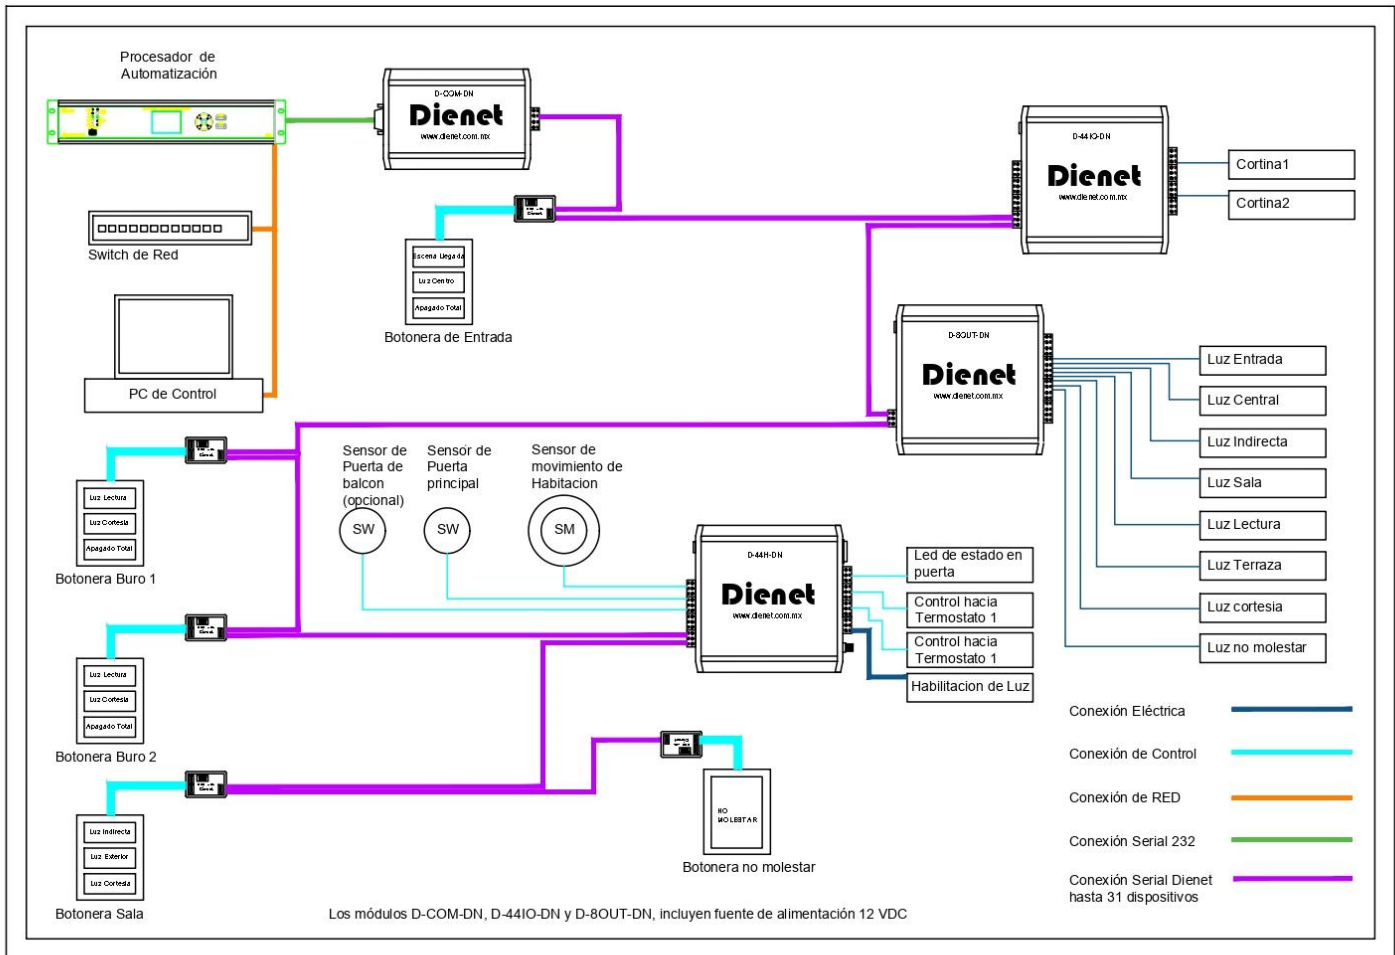 Procesador de
Automatización
D-COM-DN
Dienet
www.dienet.com.mx
D-44IO-DN
Dienet
www.dienet.com.mx
Cortina1
Cortina2
Dienet
Switch de Red
Escena Llegada
Luz Centro
Apagado Total
Botonera de Entrada
PC de Control
D-8OUT-DN
Dienet
www.dienet.com.mx
Luz Entrada
Luz Central
Luz Indirecta
Luz Sala
Luz Lectura
Luz Terraza
Luz cortesia
Luz no molestar
Luz Lectura
Luz Cortesia
Apagado Total
Botonera Buro 1
Sensor de
Puerta de
balcon
(opcional)
SW
Sensor de
Puerta
principal
SW
Sensor de
movimiento de
Habitacion
SM
D-44H-DN
Dienet
www.dienet.com.mx
Led de estado en
puerta
Control hacia
Termostato 1
Control hacia
Termostato 1
Habilitacion de Luz
Luz Lectura
Luz Cortesia
Apagado Total
Botonera Buro 2
Luz Indirecta
Luz Exterior
Luz Cortesia
Botonera Sala
NO
MOLESTAR
Botonera no molestar
Conexión Eléctrica
Conexión de Control
Conexión de RED
Conexión Serial 232
Conexión Serial Dienet
hasta 31 dispositivos
Los módulos D-COM-DN, D-44IO-DN y D-8OUT-DN, incluyen fuente de alimentación 12 VDC